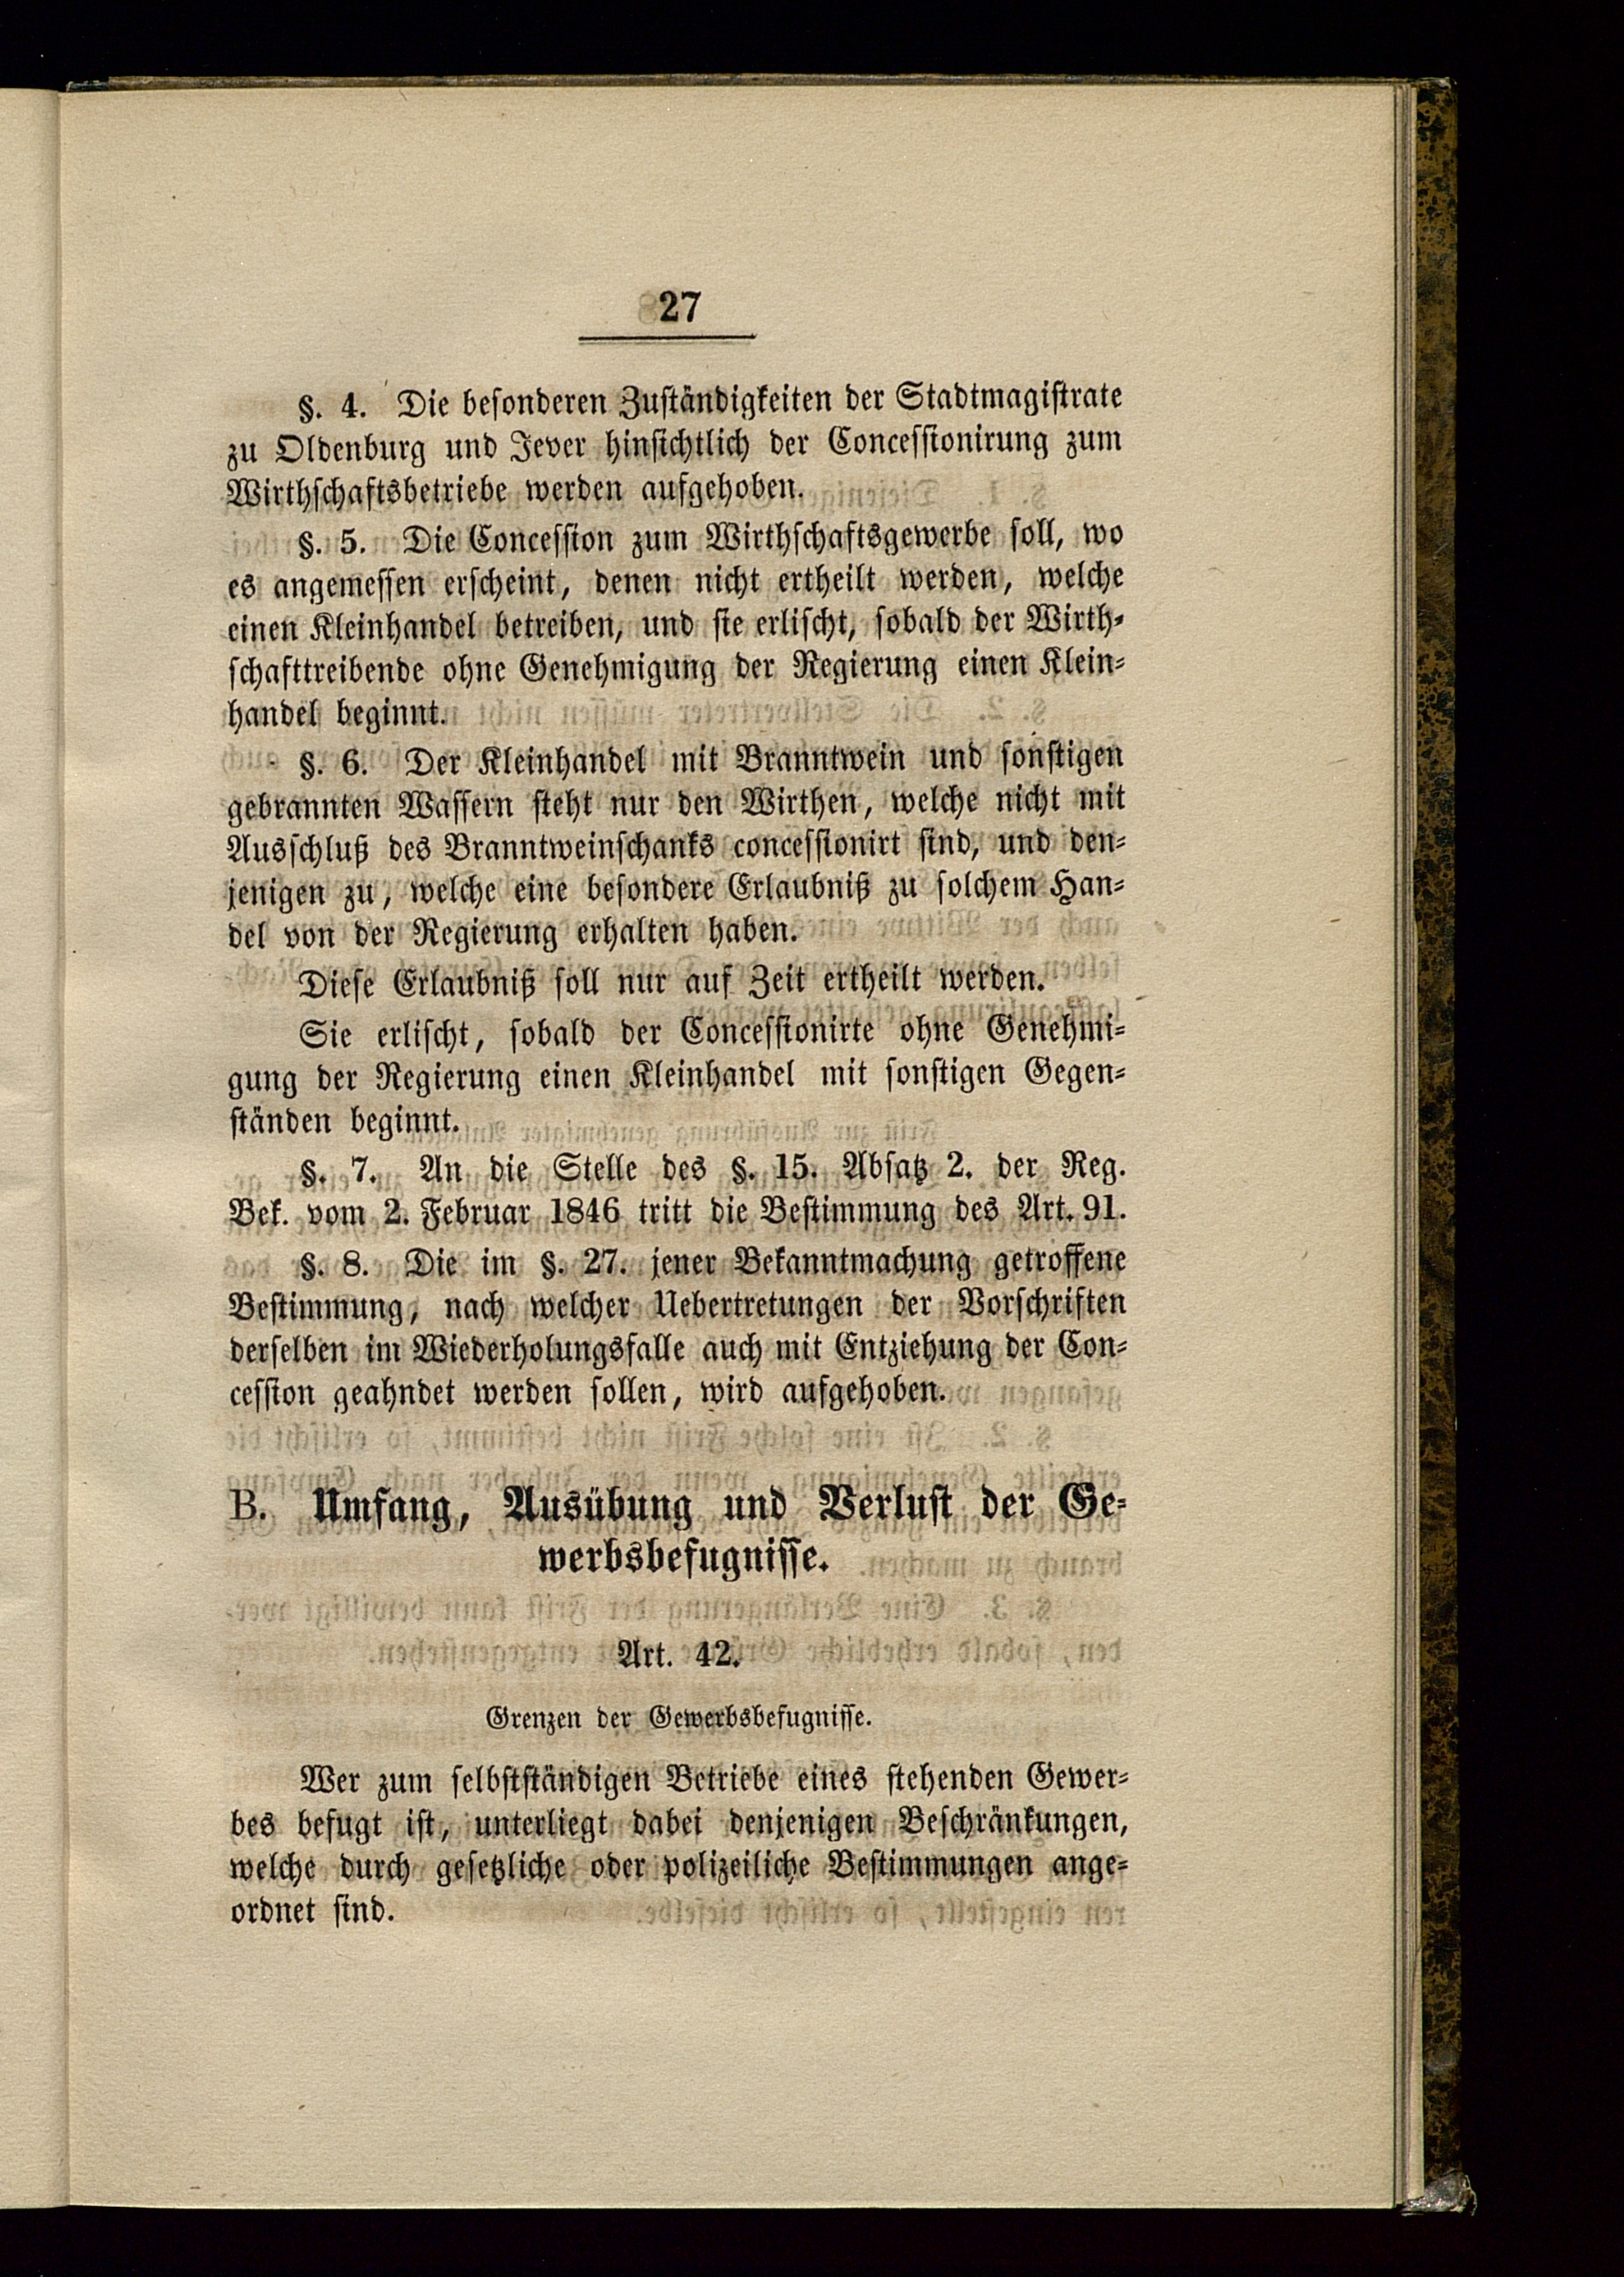 27
§. 4. Die besonderen Zuständigkeiten der Stadtmagistrate
zu Oldenburg und Jever hinsichtlich der Concessionirung zum
Wirthschaftsbetriebe werden aufgehoben.
§. 5. Die Concession zum Wirthschaftsgewerbe soll, wo
es angemessen erscheint, denen nicht ertheilt werden, welche
einen Kleinhandel betreiben, und sie erlischt, sobald der Wirth-
schafttreibende ohne Genehmigung der Regierung einen Klein-
handel beginnt.
§. 6. Der Kleinhandel mit Branntwein und sonstigen
gebrannten Wassern steht nur den Wirthen, welche nicht mit
Ausschluß des Branntweinschanks concessionirt sind, und den-
jenigen zu, welche eine besondere Erlaubniß zu solchem Han-
del von der Regierung erhalten haben.
Diese Erlaubniß soll nur auf Zeit ertheilt werden.
Sie erlischt, sobald der Concessionirte ohne Genehmi-
gung der Regierung einen Kleinhandel mit sonstigen Gegen-
ständen beginnt.
§. 7. An die Stelle des §. 15. Absatz 2. der Reg.
Bek. vom 2. Februar 1846 tritt die Bestimmung des Art. 91.
§. 8. Die im §. 27. jener Bekanntmachung getroffene
Bestimmung, nach welcher Uebertretungen der Vorschriften
derselben im Wiederholungsfalle auch mit Entziehung der Con-
cession geahndet werden sollen, wird aufgehoben.
B. Umfang, Ausübung und Verlust der Ge-
werbsbefugnisse.
Art. 42.
Grenzen der Gewerbsbefugnisse.
Wer zum selbstständigen Betriebe eines stehenden Gewer-
bes befugt ist, unterliegt dabei denjenigen Beschränkungen,
welche durch gesetzliche oder polizeiliche Bestimmungen ange-
ordnet sind.